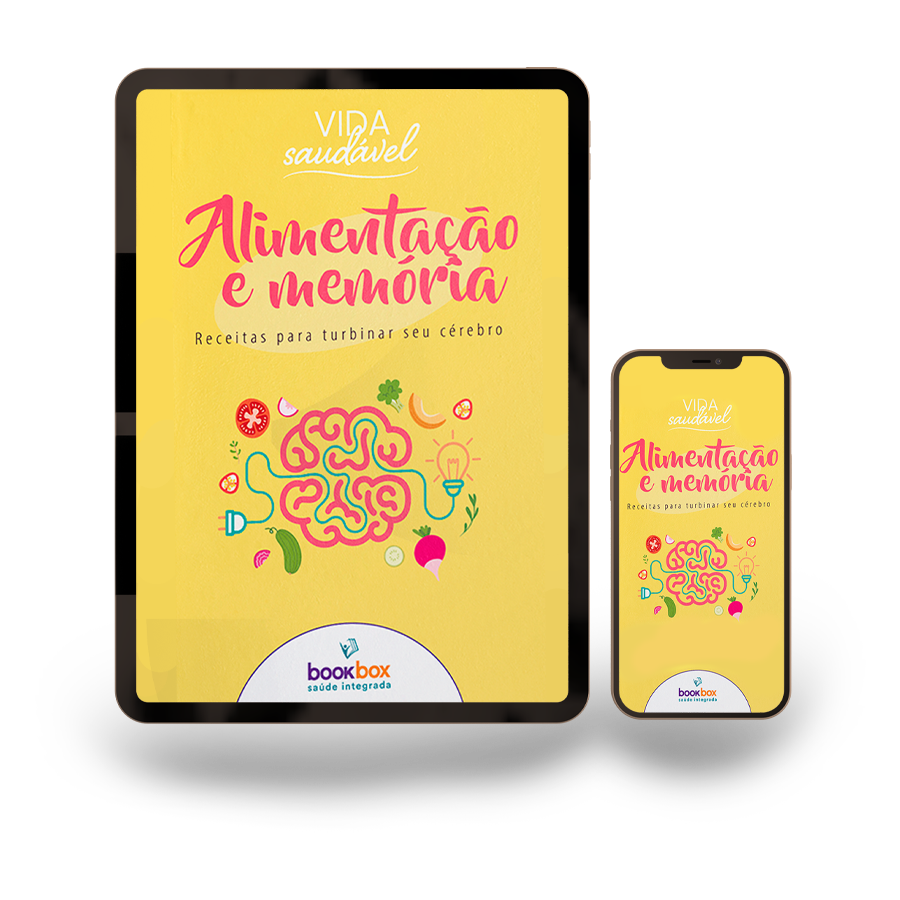 VIDA
saudável
Alimentação
e memória
Receitas para turbinar seu cérebro
bookbox
saúde integrada
VIDA
saudável
Alimentação
e memória
Receitas para turbinar seu cérebro
bookbox
saúde integrada